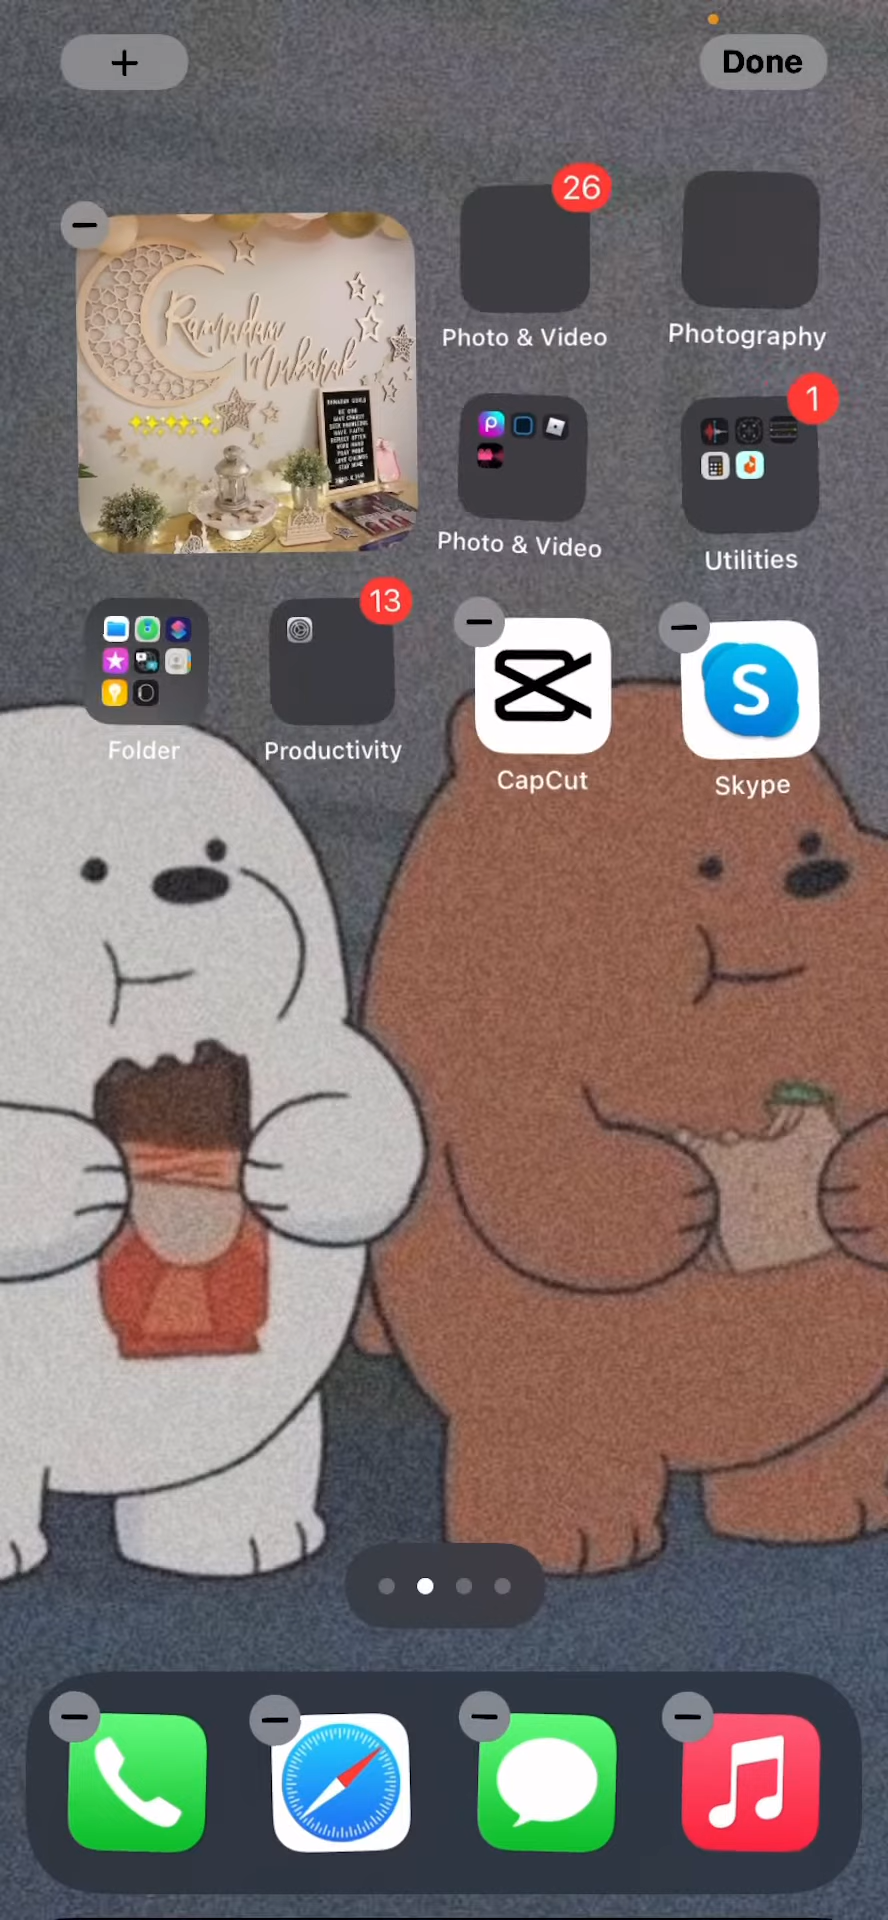 +
Done
26
Ramadan
Mubarak
Photo & Video
Photography
1
Photo & Video
Utilities
13
Folder
Productivity
CapCut
S
Skype